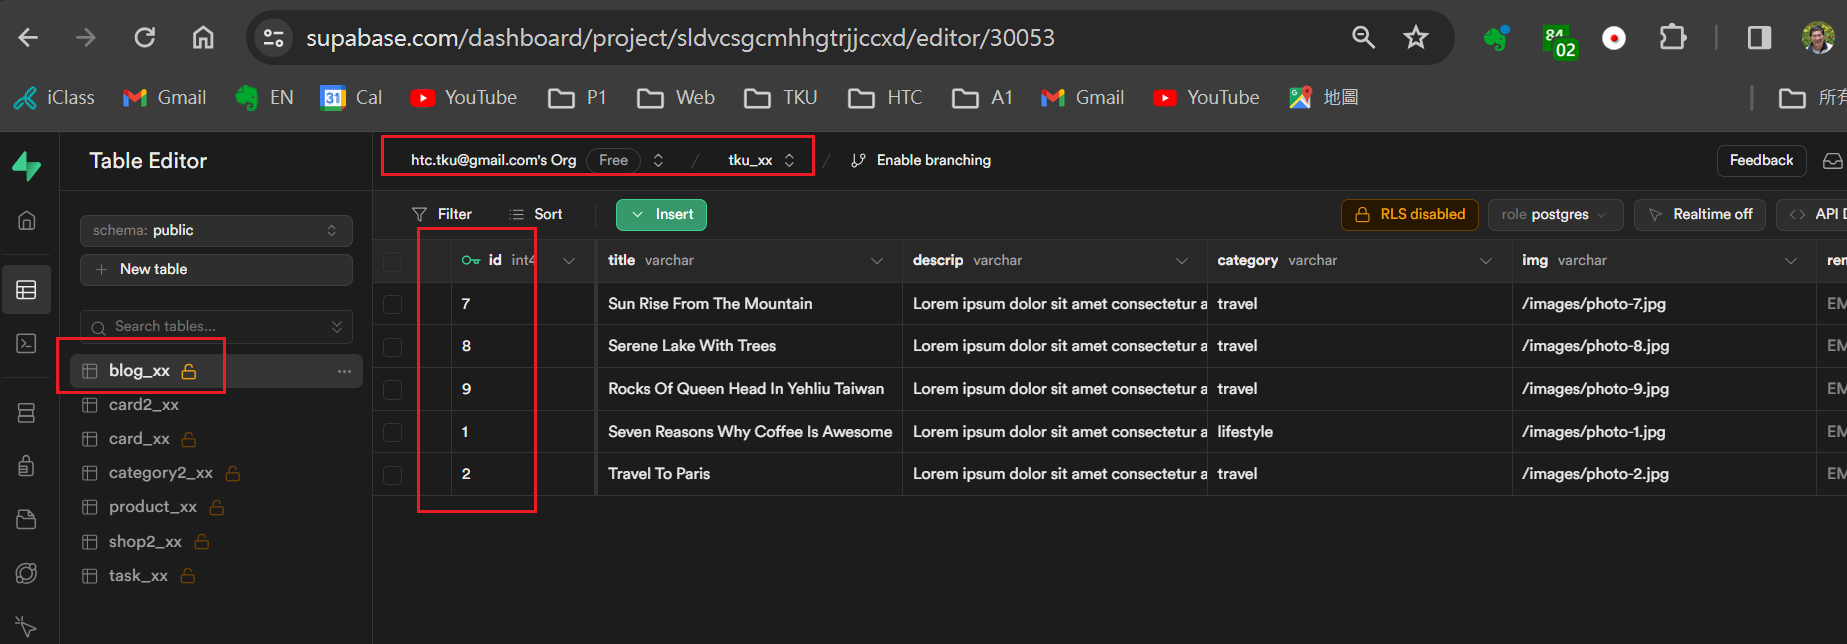 supabase.com/dashboard/project/sldvcsgcmhhgtrjjccxd/editor/30053
84
02
iClass Gmail EN 31 Cal YouTube P1 Web TKU HTC A1 Gmail YouTube 地圖 所有
Table Editor
htc.tku@gmail.com's Org Free / tku_xx / Enable branching
Feedback
schema: public
Filter Sort Insert RLS disabled role postgres Realtime off API
New table
id int4 title varchar descrip varchar category varchar img varchar
Search tables...
blog_xx
card2_xx
card_xx
category2_xx
product_xx
shop2_xx
task_xx
7 Sun Rise From The Mountain Lorem ipsum dolor sit amet consectetur a travel /images/photo-7.jpg EM
8 Serene Lake With Trees Lorem ipsum dolor sit amet consectetur a travel /images/photo-8.jpg EM
9 Rocks Of Queen Head In Yehliu Taiwan Lorem ipsum dolor sit amet consectetur a travel /images/photo-9.jpg EM
1 Seven Reasons Why Coffee Is Awesome Lorem ipsum dolor sit amet consectetur a lifestyle /images/photo-1.jpg EM
2 Travel To Paris Lorem ipsum dolor sit amet consectetur a travel /images/photo-2.jpg EM